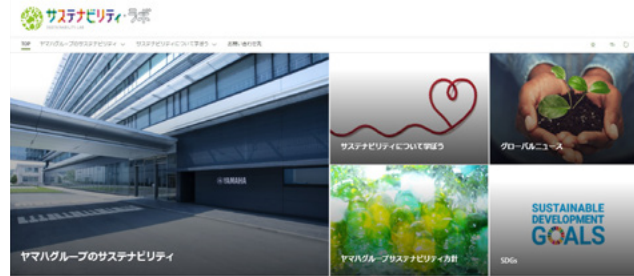 サステナビリティ・ラボ
SUSTAINABILITY LAB
TOP ヤマハグループのサステナビリティ サステナビリティについて学ぼう お問い合わせ先
YAMAHA
ヤマハグループのサステナビリティ
サステナビリティについて学ぼう
グローバルニュース
ヤマハグループサステナビリティ方針
SUSTAINABLE
DEVELOPMENT
GOALS
SDGs